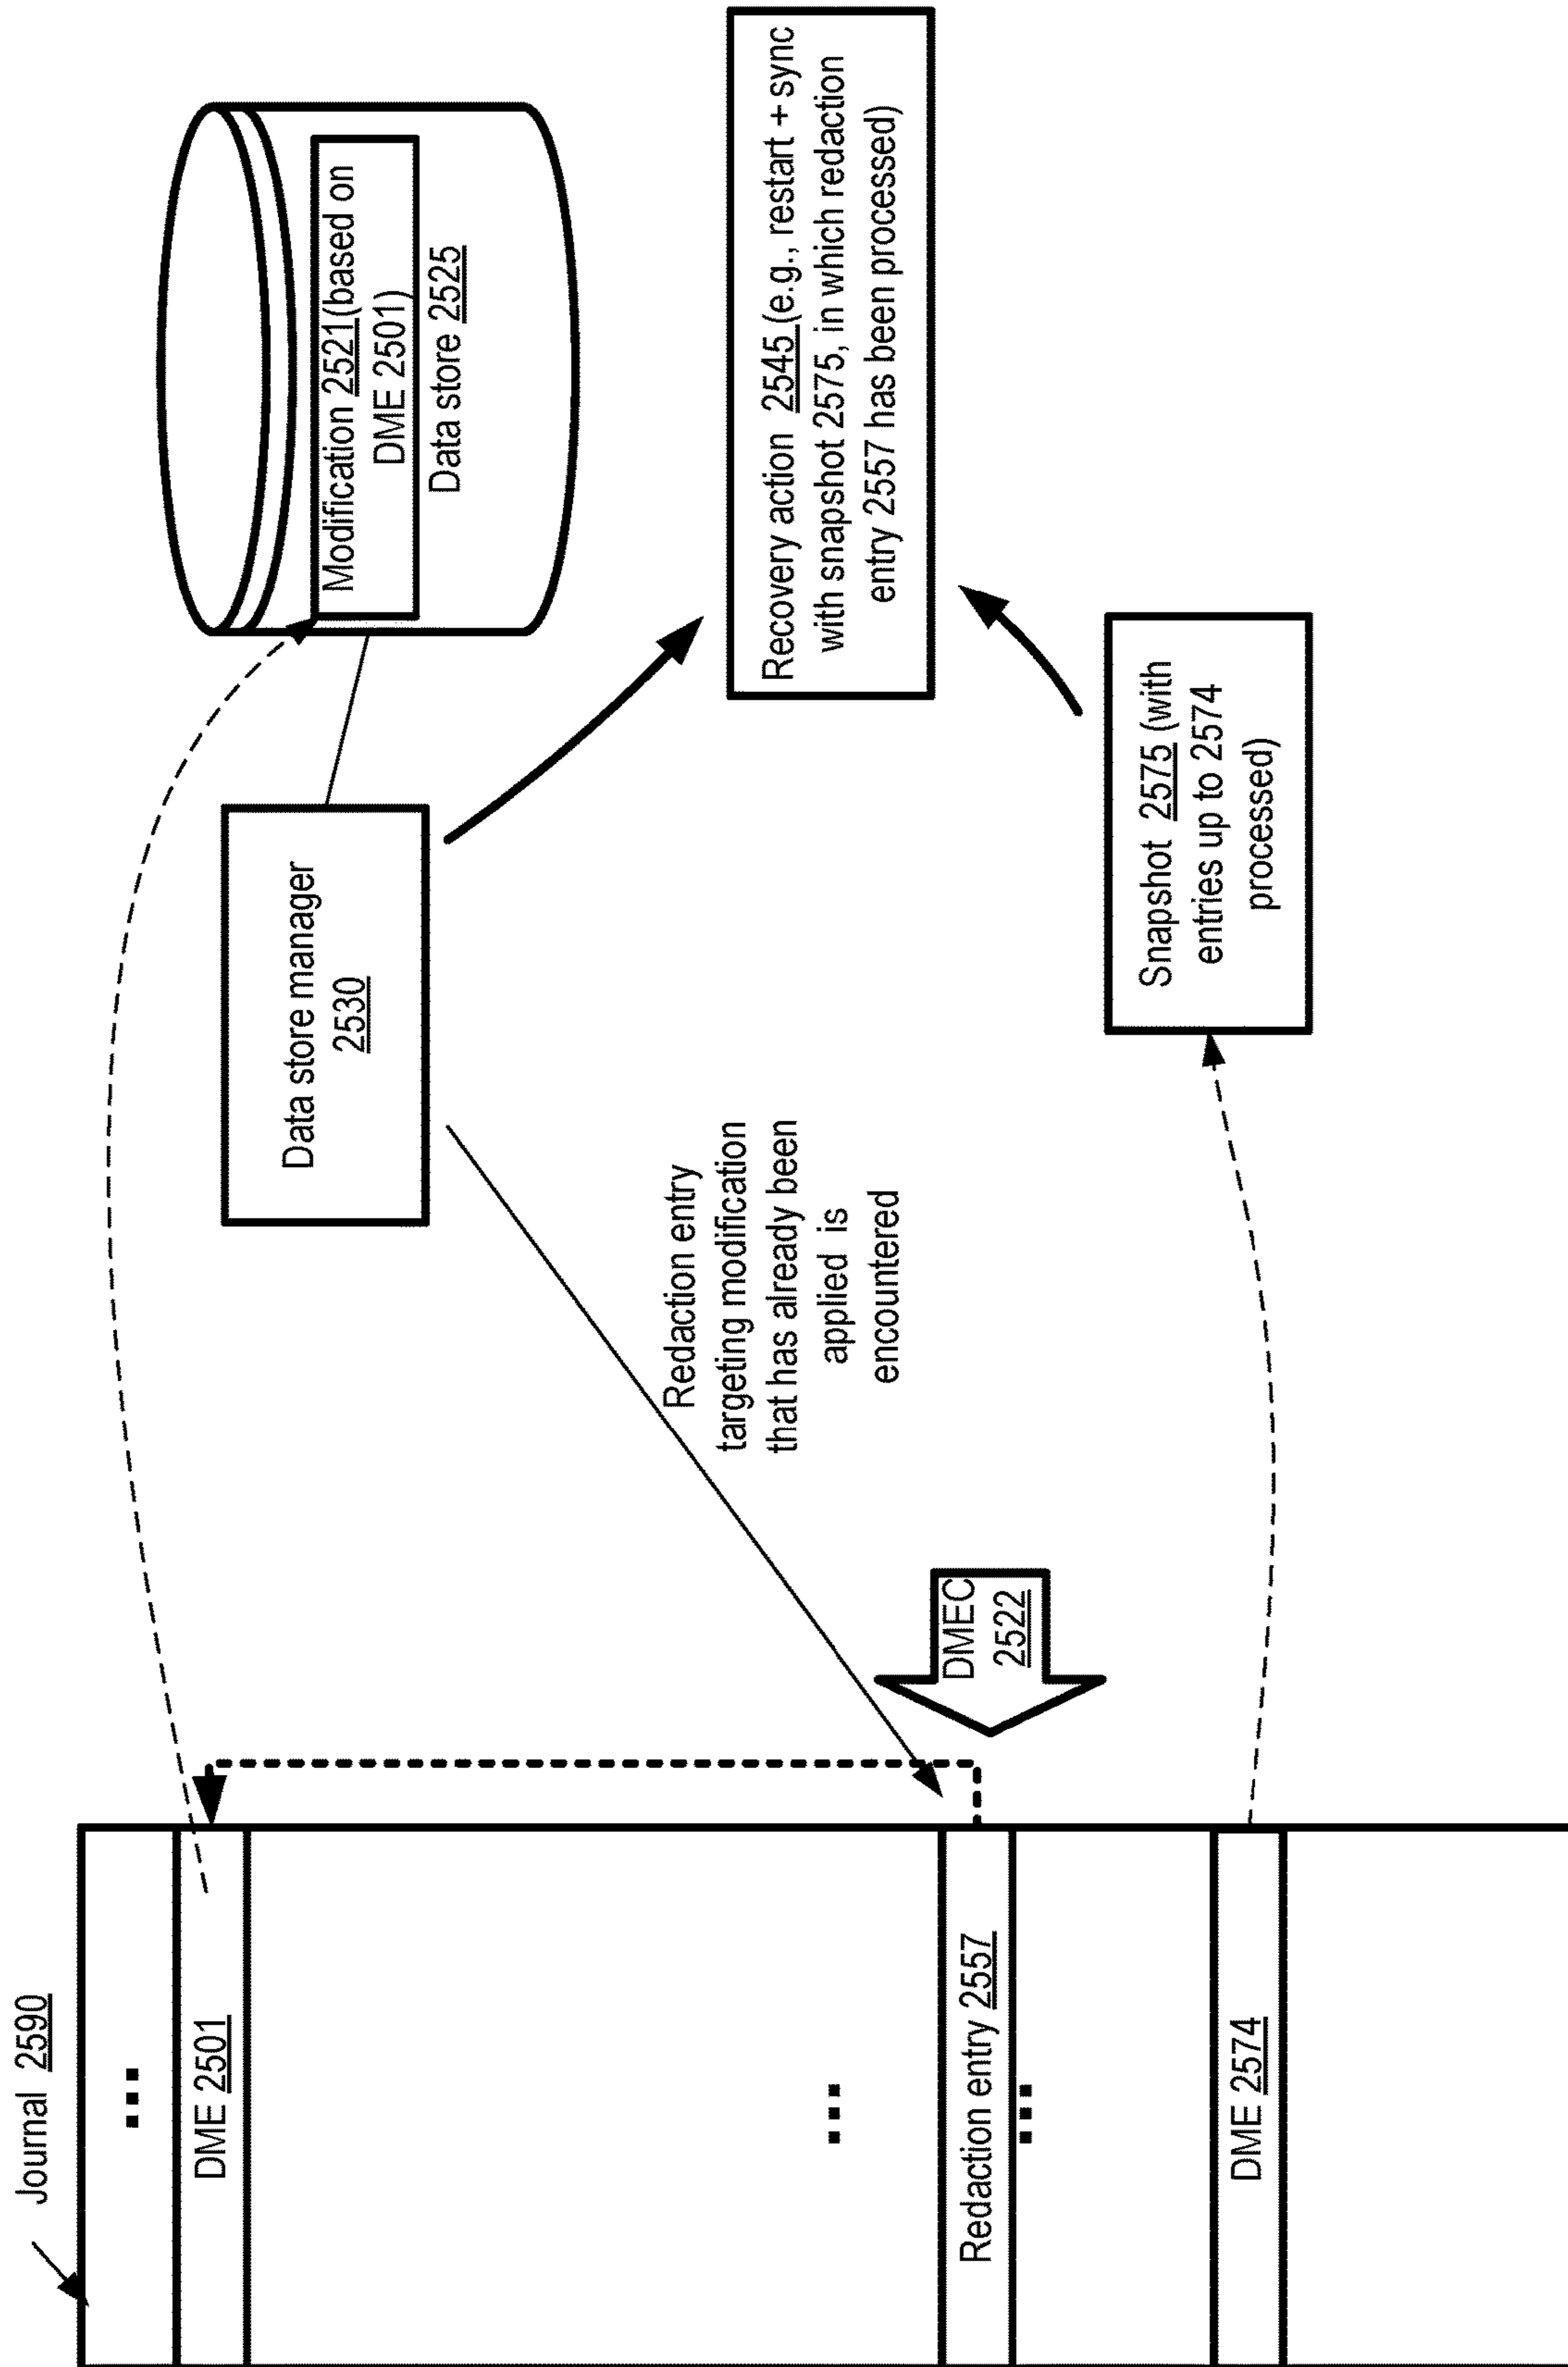 Journal 2590
...
DME 2501
...
Redaction entry 2557
...
DME 2574
DMEC
2522
Redaction entry
targeting modification
that has already been
applied is
encountered
Data store manager
2530
Modification 2521(based on
DME 2501)
Data store 2525
Recovery action 2545 (e.g., restart + sync
with snapshot 2575, in which redaction
entry 2557 has been processed)
Snapshot 2575 (with
entries up to 2574
processed)